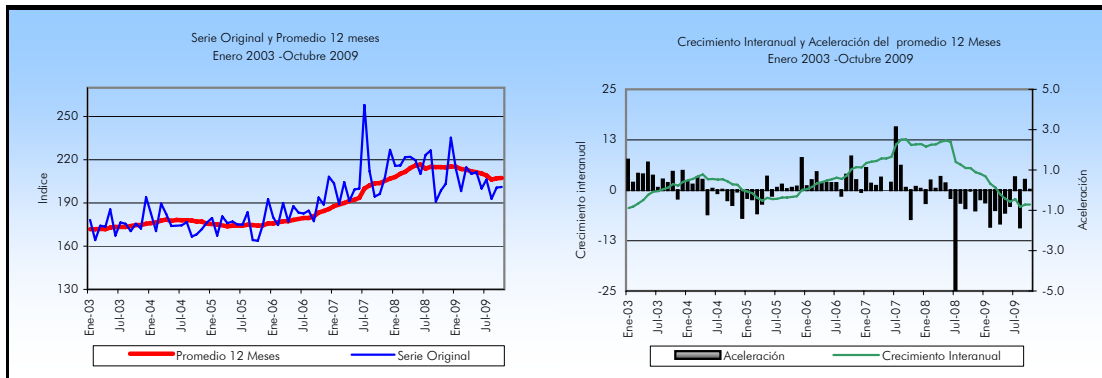 Serie Original y Promedio 12 meses
Enero 2003 -Octubre 2009
Indice
250
220
190
160
130
Ene-03
Jul-03
Ene-04
Jul-04
Ene-05
Jul-05
Ene-06
Jul-06
Ene-07
Jul-07
Ene-08
Jul-08
Ene-09
Jul-09
Promedio 12 Meses
Serie Original
Crecimiento Interanual y Aceleración del promedio 12 Meses
Enero 2003 -Octubre 2009
Crecimiento interanual
25
13
0
-13
-25
5.0
3.0
1.0
-1.0
-3.0
-5.0
Aceleración
Ene-03
Jul-03
Ene-04
Jul-04
Ene-05
Jul-05
Ene-06
Jul-06
Ene-07
Jul-07
Ene-08
Jul-08
Ene-09
Jul-09
Aceleración
Crecimiento Interanual